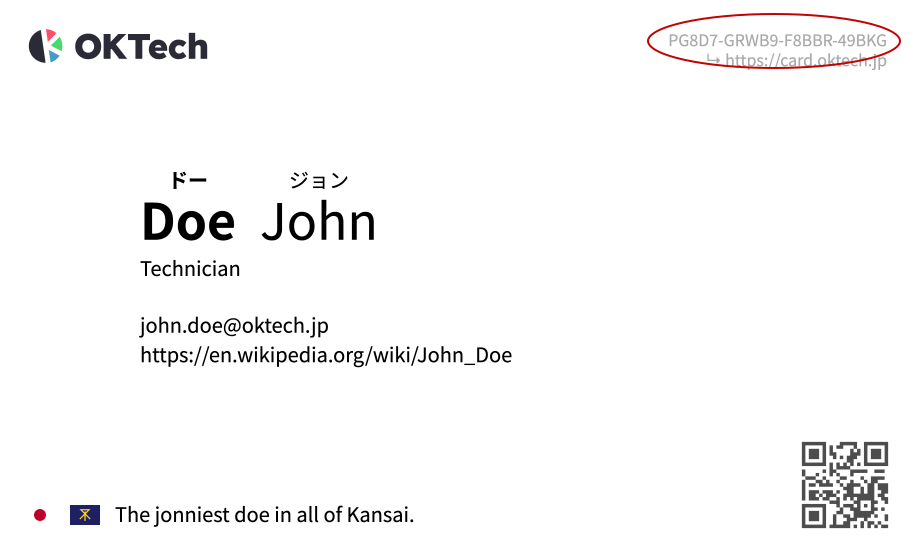 OKTech
PG8D7-GRWB9-F8BBR-49BKG
↪ https://card.oktech.jp
ドー ジョン
Doe John
Technician
john.doe@oktech.jp
https://en.wikipedia.org/wiki/John_Doe
The jonniest doe in all of Kansai.